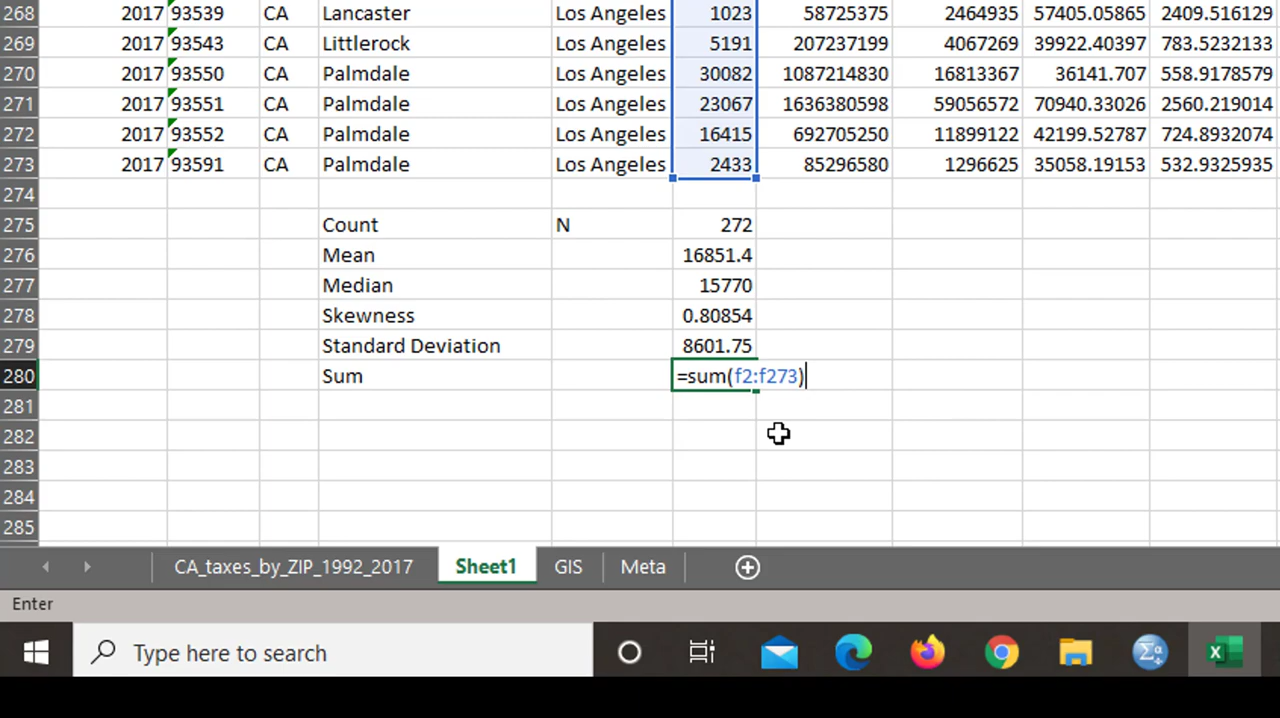 268 2017 93539 CA Lancaster Los Angeles 1023 58725375 2464935 57405.05865 2409.516129
269 2017 93543 CA Littlerock Los Angeles 5191 207237199 4067269 39922.40397 783.5232133
270 2017 93550 CA Palmdale Los Angeles 30082 1087214830 16813367 36141.707 558.9178579
271 2017 93551 CA Palmdale Los Angeles 23067 1636380598 59056572 70940.33026 2560.219014
272 2017 93552 CA Palmdale Los Angeles 16415 692705250 11899122 42199.52787 724.8932074
273 2017 93591 CA Palmdale Los Angeles 2433 85296580 1296625 35058.19153 532.9325935
274
275 Count N 272
276 Mean 16851.4
277 Median 15770
278 Skewness 0.80854
279 Standard Deviation 8601.75
280 Sum =sum(f2:f273)
281
282
283
284
285
CA_taxes_by_ZIP_1992_2017 Sheet1 GIS Meta
Enter
Type here to search